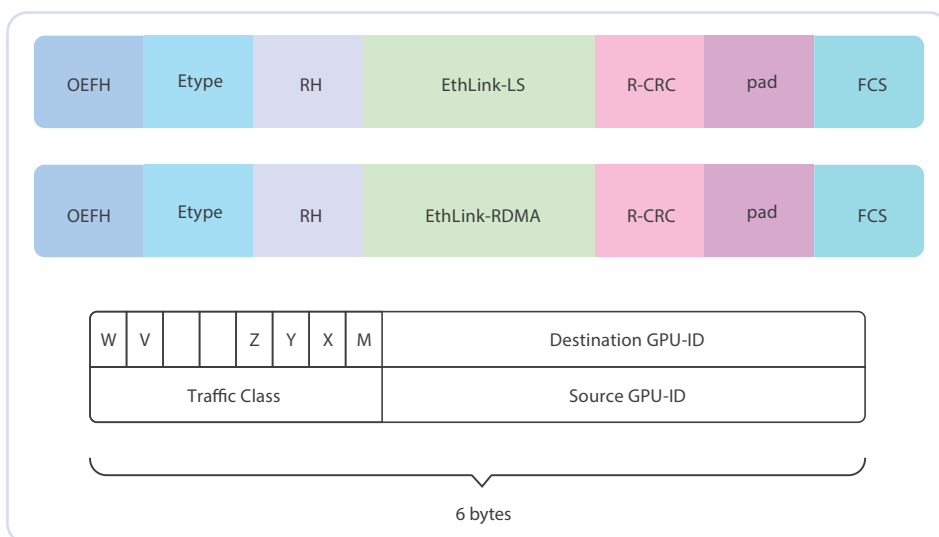 OEFH Etype RH EthLink-LS R-CRC pad FCS
OEFH Etype RH EthLink-RDMA R-CRC pad FCS
W V Z Y X M Destination GPU-ID
Traffic Class Source GPU-ID
6 bytes